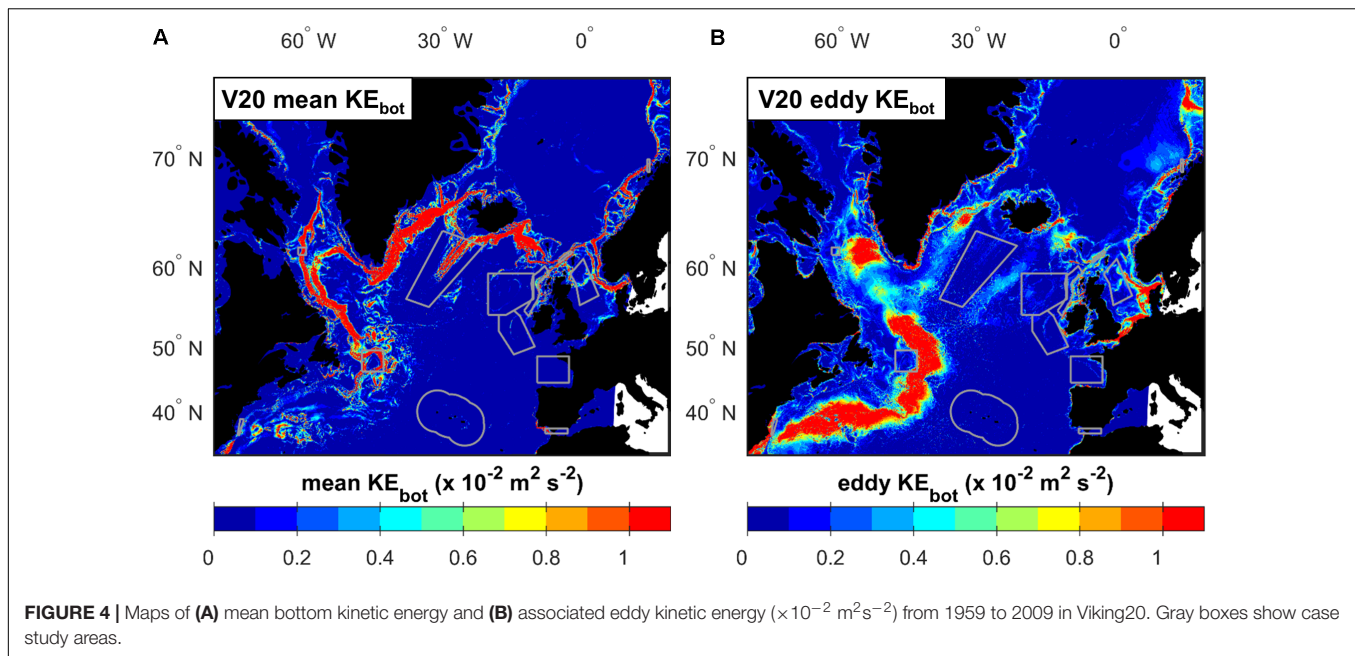 A 60° W 30° W 0° B 60° W 30° W 0°
V20 mean KEbot V20 eddy KEbot
70° N 70° N
60° N 60° N
50° N 50° N
40° N 40° N
mean KEbot (x 10-2 m2 s-2) eddy KEbot (x 10-2 m2 s-2)
0 0.2 0.4 0.6 0.8 1 0 0.2 0.4 0.6 0.8 1
FIGURE 4 | Maps of (A) mean bottom kinetic energy and (B) associated eddy kinetic energy (×10−2 m2s−2) from 1959 to 2009 in Viking20. Gray boxes show case
study areas.